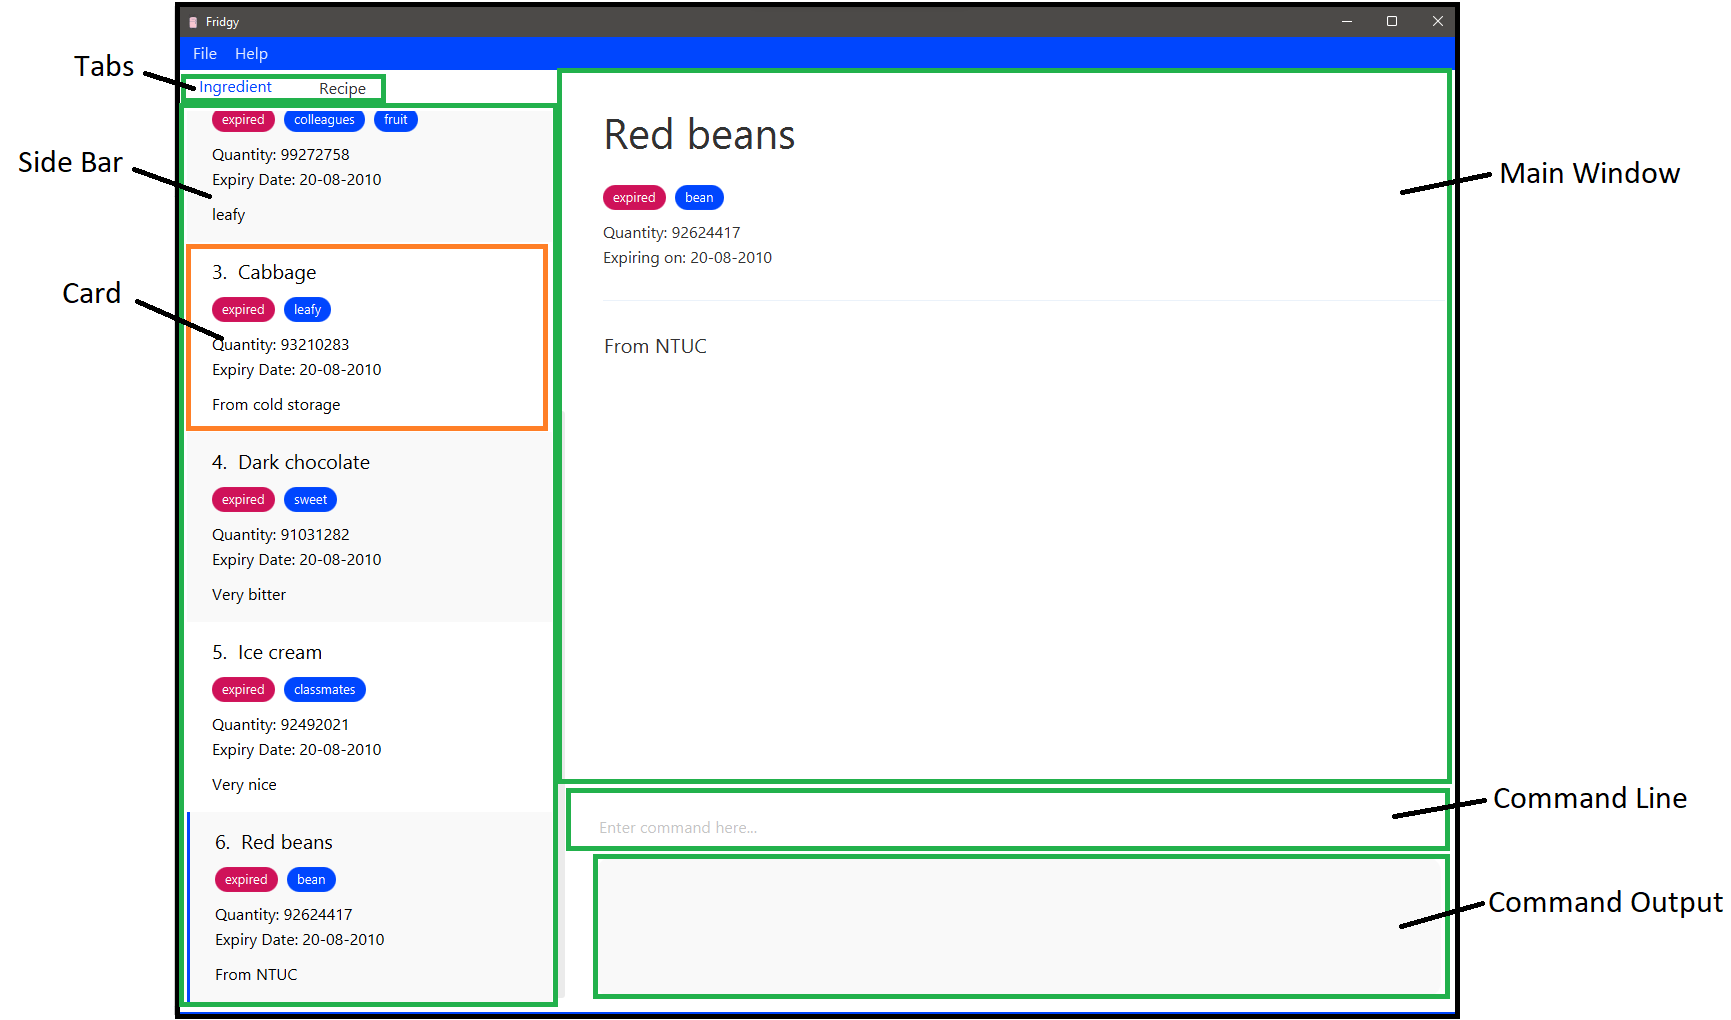 Fridgy
File Help
Tabs
Ingredient Recipe
expired colleagues fruit
Quantity: 99272758
Expiry Date: 20-08-2010
leafy
Side Bar
3. Cabbage
expired leafy
Quantity: 93210283
Expiry Date: 20-08-2010
From cold storage
Card
4. Dark chocolate
expired sweet
Quantity: 91031282
Expiry Date: 20-08-2010
Very bitter
5. Ice cream
expired classmates
Quantity: 92492021
Expiry Date: 20-08-2010
Very nice
6. Red beans
expired bean
Quantity: 92624417
Expiry Date: 20-08-2010
From NTUC
Red beans
expired bean
Quantity: 92624417
Expiring on: 20-08-2010
From NTUC
Main Window
Enter command here...
Command Line
Command Output